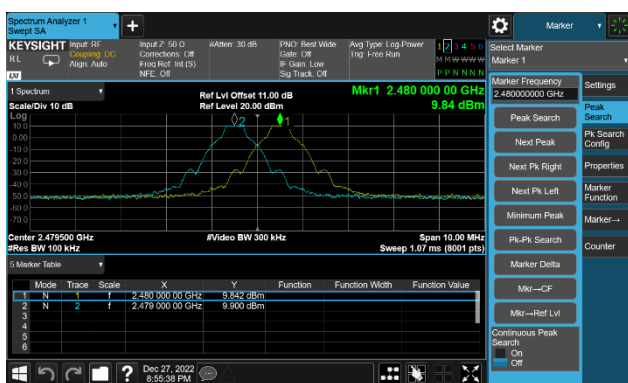 Spectrum Analyzer 1
Swept SA
+
Marker
KEYSIGHT Input: RF
RL Coupling: DC
Align: Auto
LXI
Input Z: 50 Ω
Corrections: Off
Freq Ref: Int (S)
NFE: Off
#Atten: 30 dB
PNO: Best Wide
Gate: Off
IF Gain: Low
Sig Track: Off
Avg Type: Log-Power
Trig: Free Run
1 2 3 4 5 6
M M W W W W
P P N N N N
Select Marker
Marker 1
1 Spectrum
Scale/Div 10 dB
Ref Lvl Offset 11.00 dB
Ref Level 20.00 dBm
Mkr1 2.480 000 00 GHz
9.84 dBm
Log
10.0
0.00
-10.0
-20.0
-30.0
-40.0
-50.0
-60.0
-70.0
2
1
Center 2.479500 GHz
#Res BW 100 kHz
#Video BW 300 kHz
Span 10.00 MHz
Sweep 1.07 ms (8001 pts)
5 Marker Table
Mode Trace Scale X Y Function Function Width Function Value
1 N 1 f 2.480 000 00 GHz 9.842 dBm
2 N 2 f 2.479 000 00 GHz 9.900 dBm
3
4
5
6
Marker Frequency
2.480000000 GHz
Peak Search
Next Peak
Next Pk Right
Next Pk Left
Minimum Peak
Pk-Pk Search
Marker Delta
Mkr→CF
Mkr→Ref Lvl
Continuous Peak
Search
On
Off
Settings
Peak
Search
Pk Search
Config
Properties
Marker
Function
Marker→
Counter
?
Dec 27, 2022
8:55:38 PM